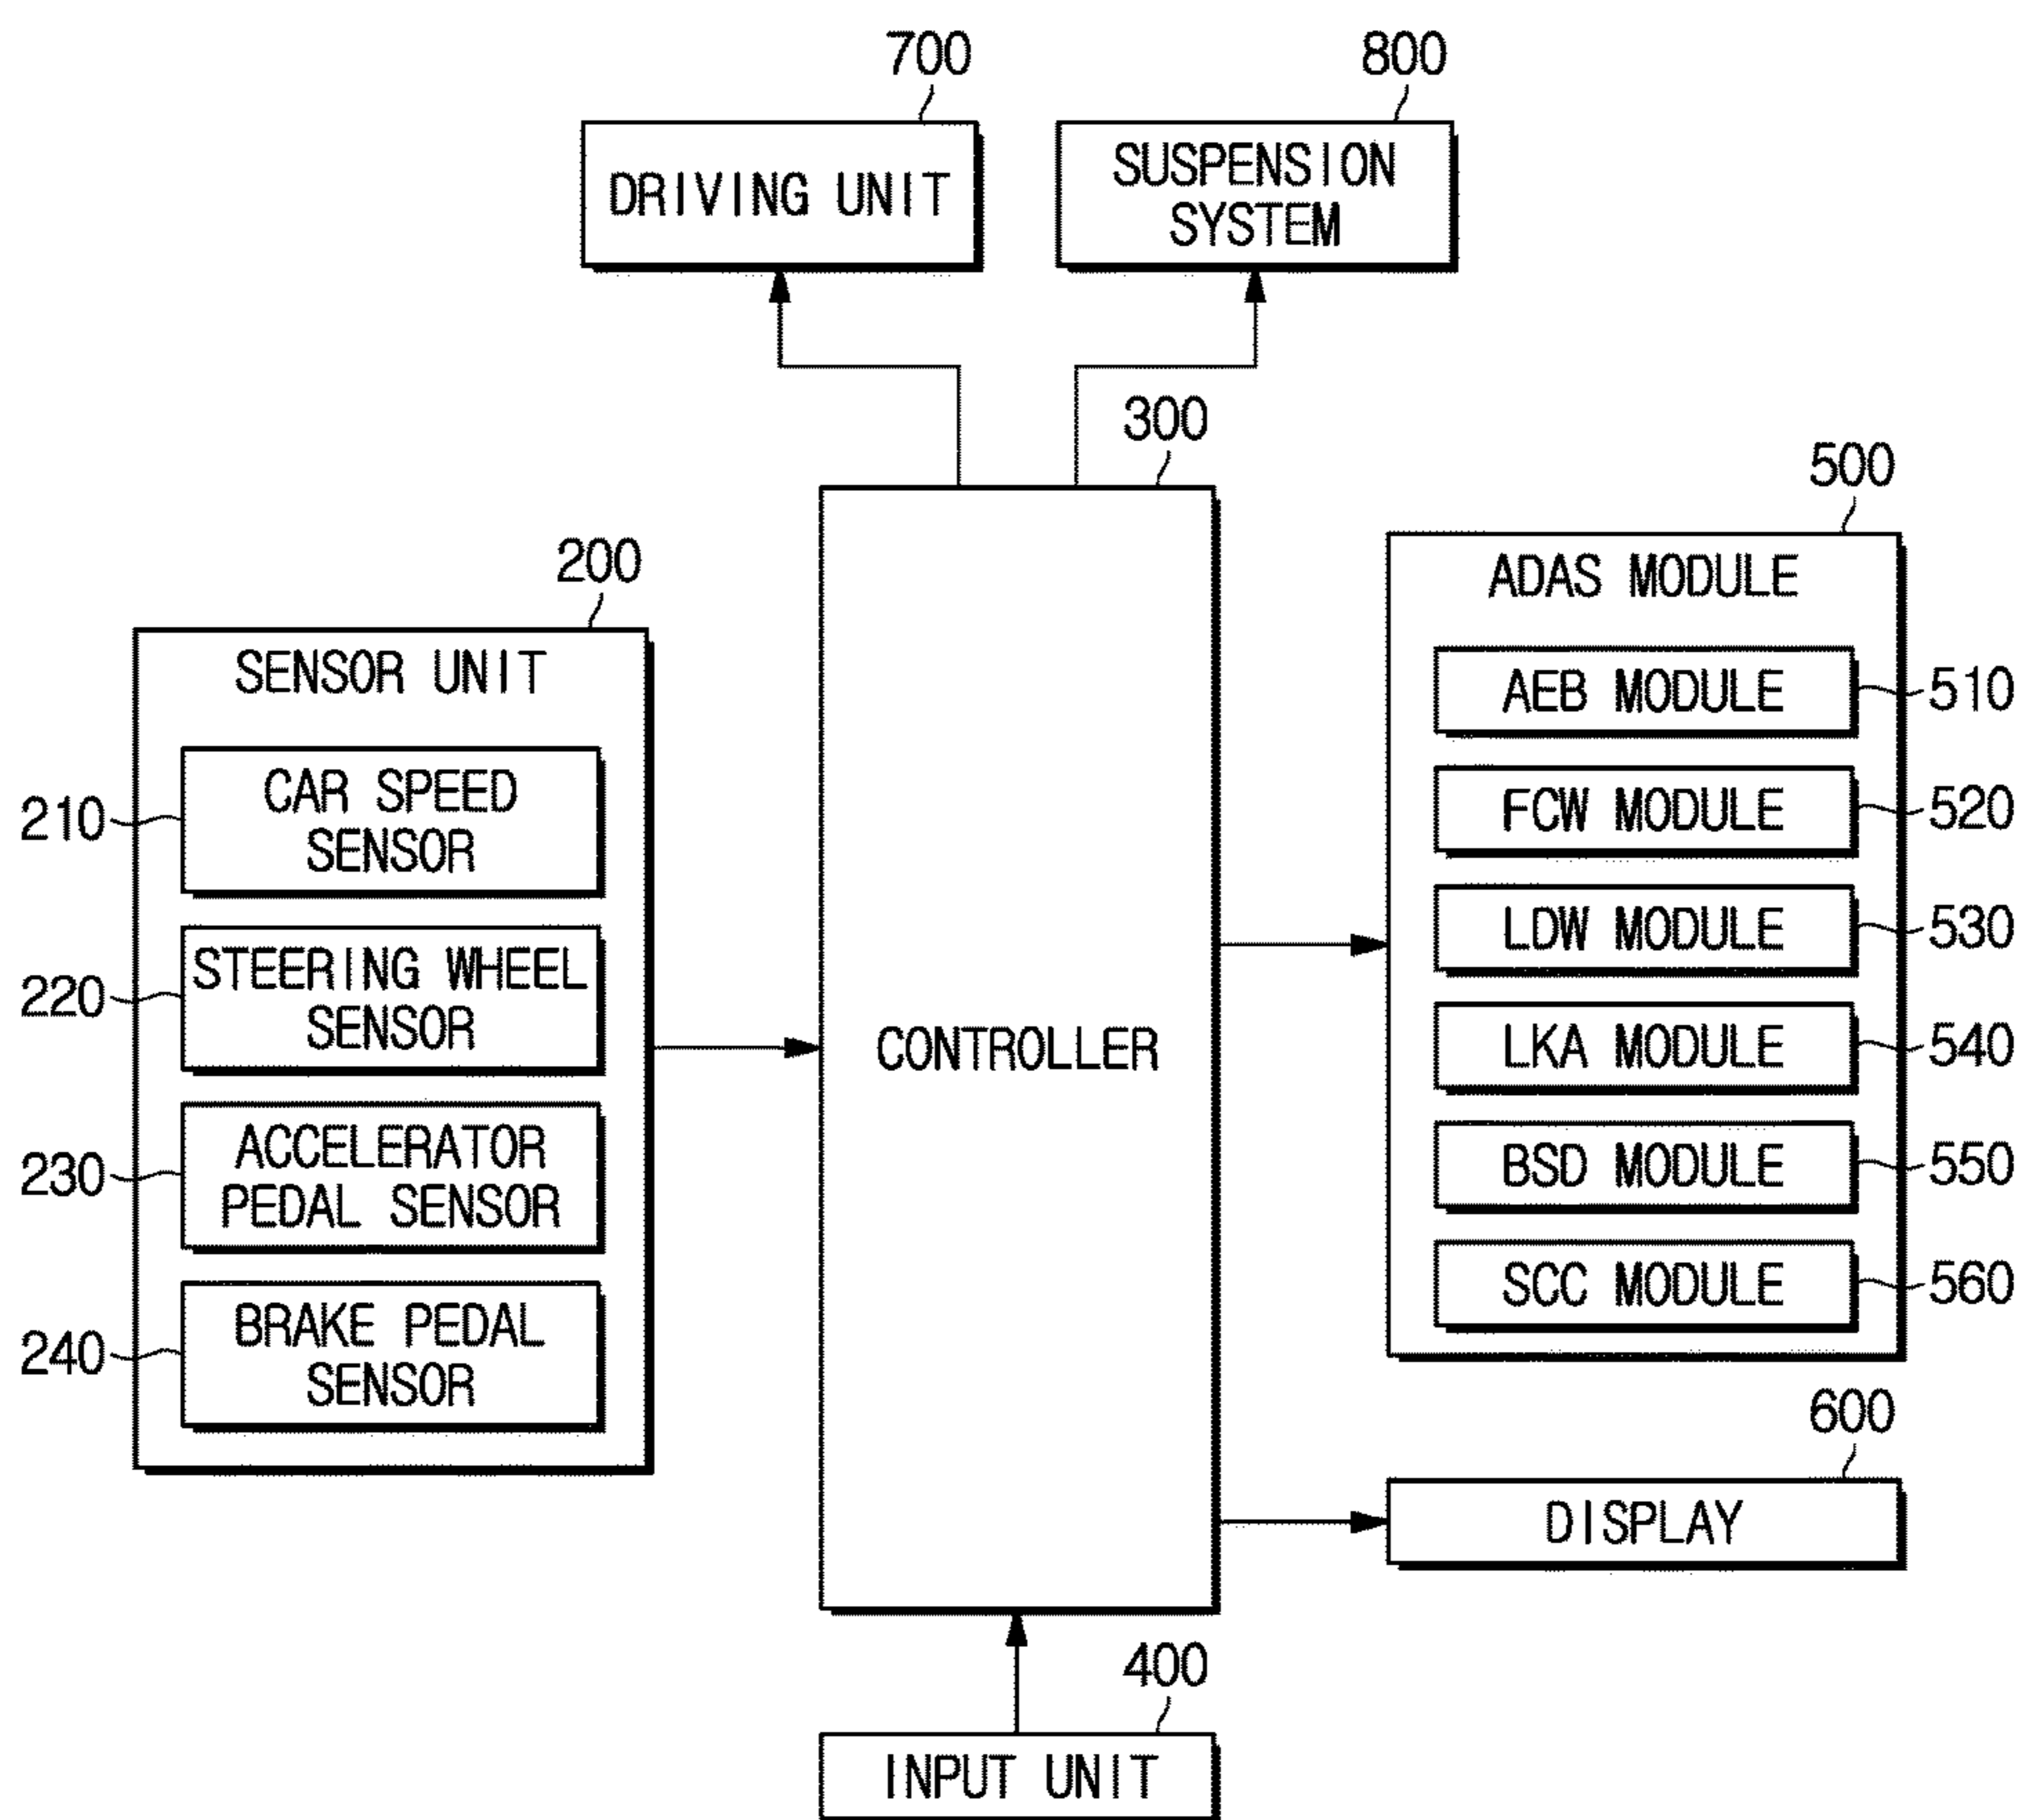 700
800
DRIVING UNIT
SUSPENSION
SYSTEM
300
500
200
ADAS MODULE
SENSOR UNIT
AEB MODULE
510
CAR SPEED
SENSOR
210
FCW MODULE
520
LDW MODULE
530
STEERING WHEEL
SENSOR
220
CONTROLLER
LKA MODULE
540
ACCELERATOR
PEDAL SENSOR
230
BSD MODULE
550
SCC MODULE
560
BRAKE PEDAL
SENSOR
240
600
DISPLAY
400
INPUT UNIT